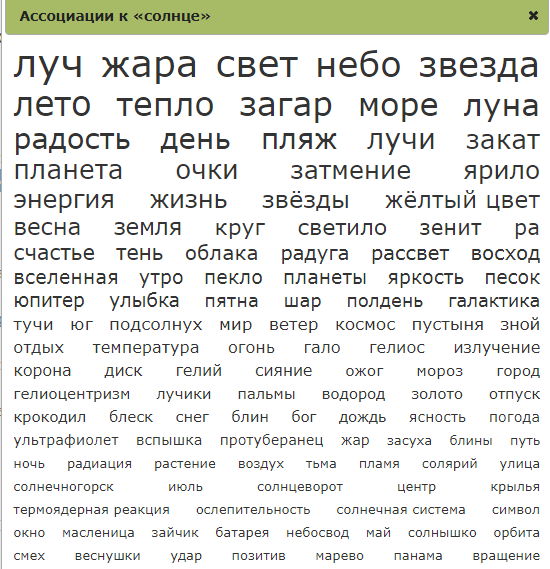 Ассоциации к «солнце» ✖
луч жара свет небо звезда
лето тепло загар море луна
радость день пляж лучи закат
планета очки затмение ярило
энергия жизнь звёзды жёлтый цвет
весна земля круг светило зенит ра
счастье тень облака радуга рассвет восход
вселенная утро пекло планеты яркость песок
юпитер улыбка пятна шар полдень галактика
тучи юг подсолнух мир ветер космос пустыня зной
отдых температура огонь гало гелиос излучение
корона диск гелий сияние ожог мороз город
гелиоцентризм лучики пальмы водород золото отпуск
крокодил блеск снег блин бог дождь ясность погода
ультрафиолет вспышка протуберанец жар засуха блины путь
ночь радиация растение воздух тьма пламя солярий улица
солнечногорск июль солнцеворот центр крылья
термоядерная реакция ослепительность солнечная система символ
окно масленица зайчик батарея небосвод май солнышко орбита
смех веснушки удар позитив марево панама вращение